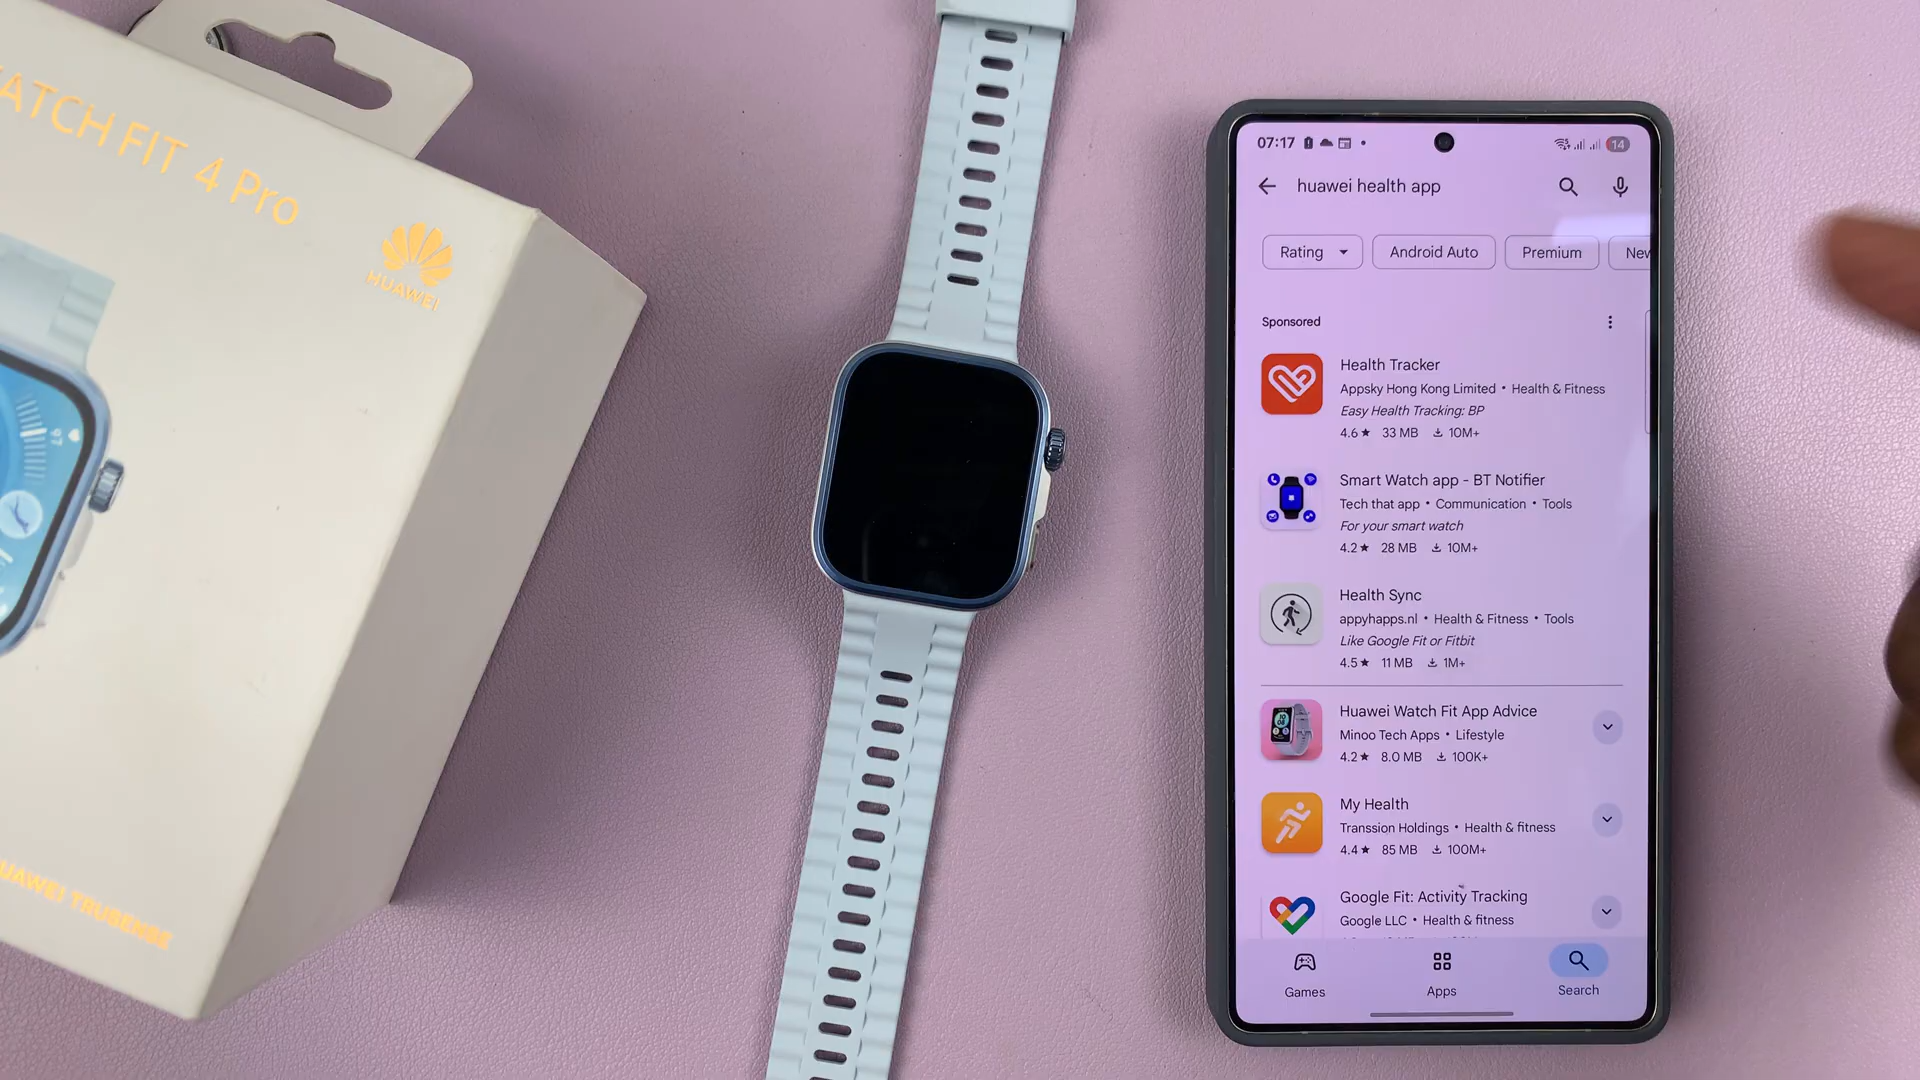 WATCH FIT 4 Pro
HUAWEI
HUAWEI TRUSENSE
97
07:17
14
huawei health app
Rating
Android Auto
Premium
New
Sponsored
Health Tracker
Appsky Hong Kong Limited • Health & Fitness
Easy Health Tracking: BP
4.6★ 33 MB 10M+
Smart Watch app - BT Notifier
Tech that app • Communication • Tools
For your smart watch
4.2★ 28 MB 10M+
Health Sync
appyhapps.nl • Health & Fitness • Tools
Like Google Fit or Fitbit
4.5★ 11 MB 1M+
Huawei Watch Fit App Advice
Minoo Tech Apps • Lifestyle
4.2★ 8.0 MB 100K+
My Health
Transsion Holdings • Health & fitness
4.4★ 85 MB 100M+
Google Fit: Activity Tracking
Google LLC • Health & fitness
Games
Apps
Search